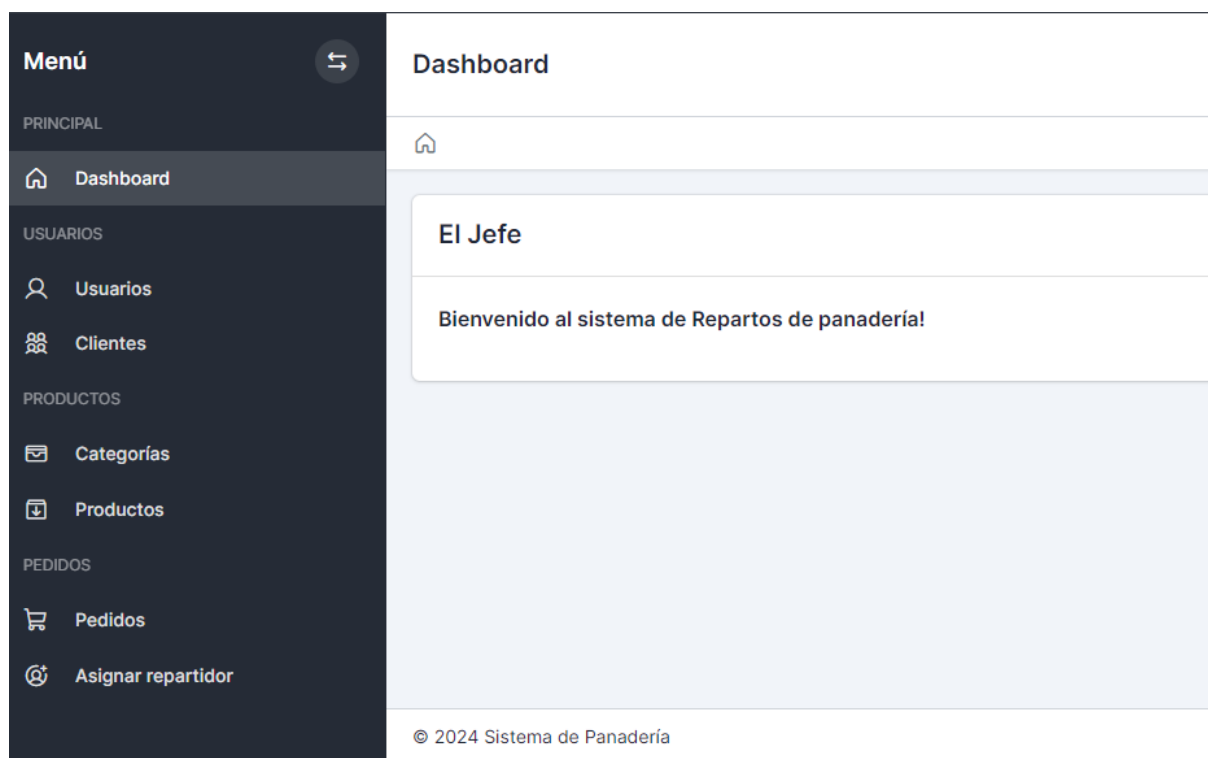 Menú
PRINCIPAL
Dashboard
USUARIOS
Usuarios
Clientes
PRODUCTOS
Categorías
Productos
PEDIDOS
Pedidos
Asignar repartidor
Dashboard
El Jefe
Bienvenido al sistema de Repartos de panadería!
© 2024 Sistema de Panadería